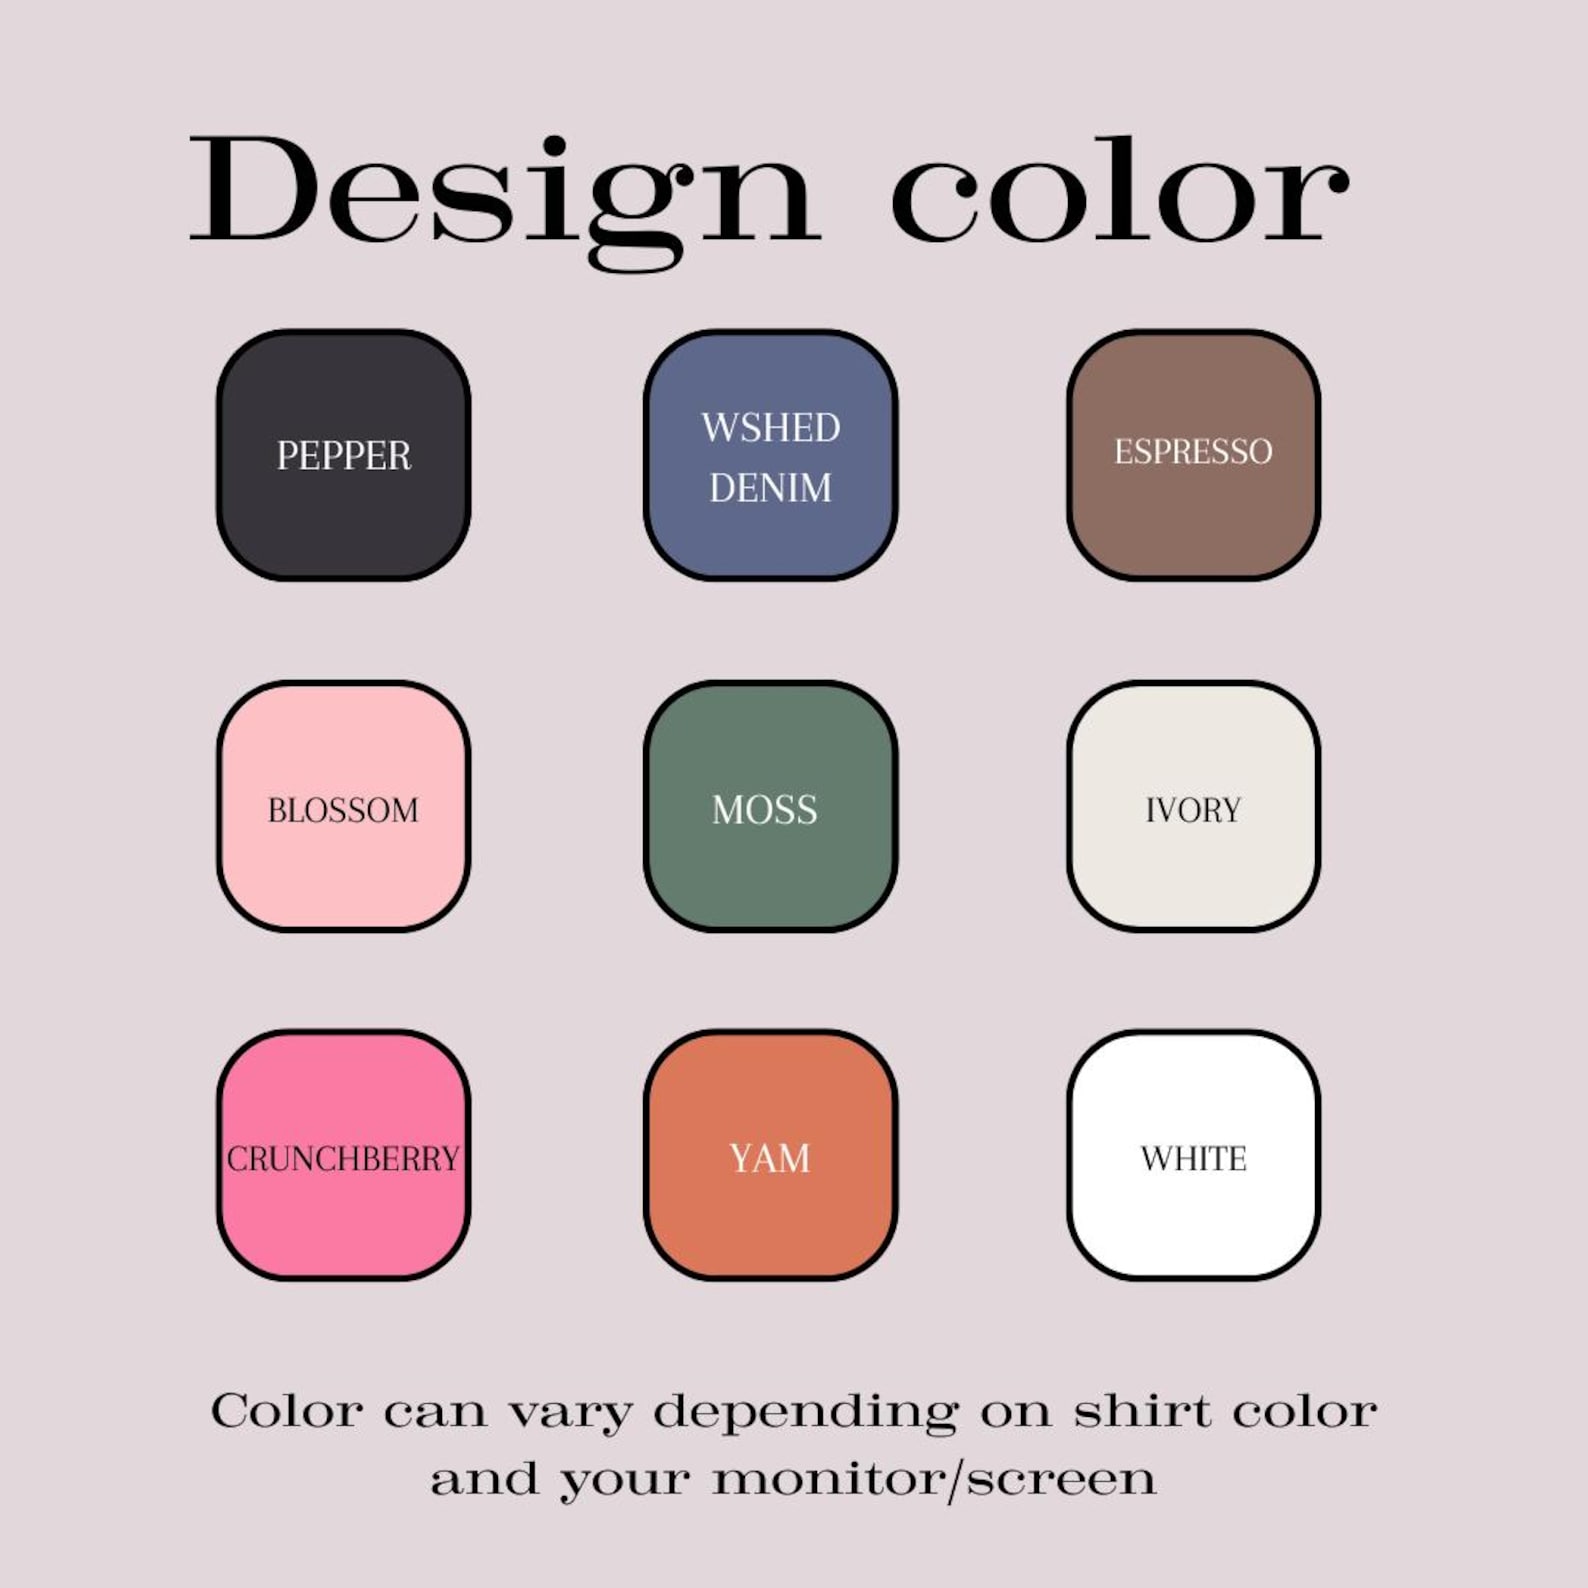 Design color
PEPPER
WSHED
DENIM
ESPRESSO
BLOSSOM
MOSS
IVORY
CRUNCHBERRY
YAM
WHITE
Color can vary depending on shirt color
and your monitor/screen